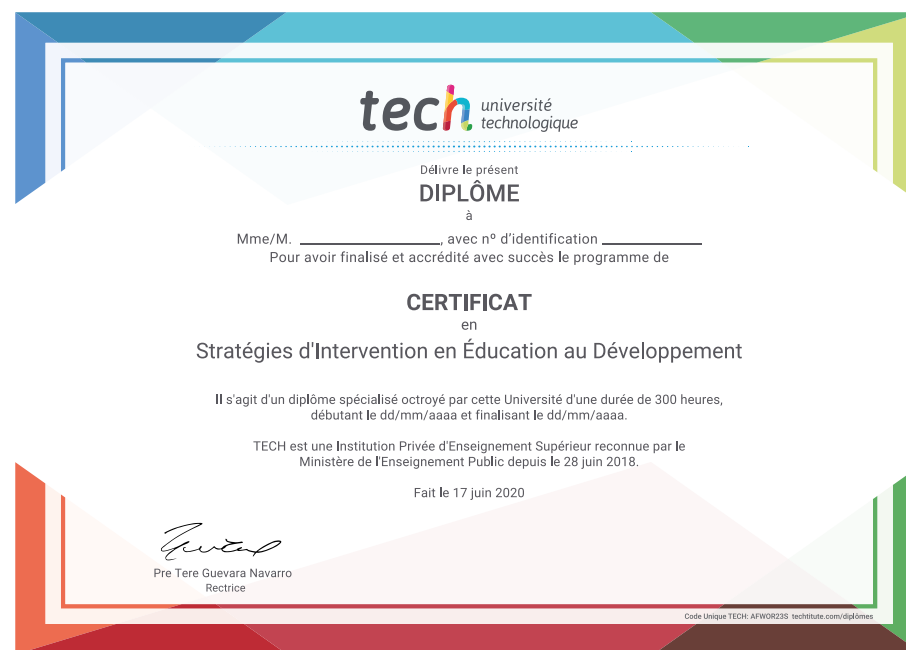 tech université
technologique
Délivre le présent
DIPLÔME
à
Mme/M. ____________________, avec nº d'identification ______________
Pour avoir finalisé et accrédité avec succès le programme de
CERTIFICAT
en
Stratégies d'Intervention en Éducation au Développement
Il s'agit d'un diplôme spécialisé octroyé par cette Université d'une durée de 300 heures,
débutant le dd/mm/aaaa et finalisant le dd/mm/aaaa.
TECH est une Institution Privée d'Enseignement Supérieur reconnue par le
Ministère de l'Enseignement Public depuis le 28 juin 2018.
Fait le 17 juin 2020
Pre Tere Guevara Navarro
Rectrice
Code Unique TECH: AFWOR23S techtitute.com/diplômes